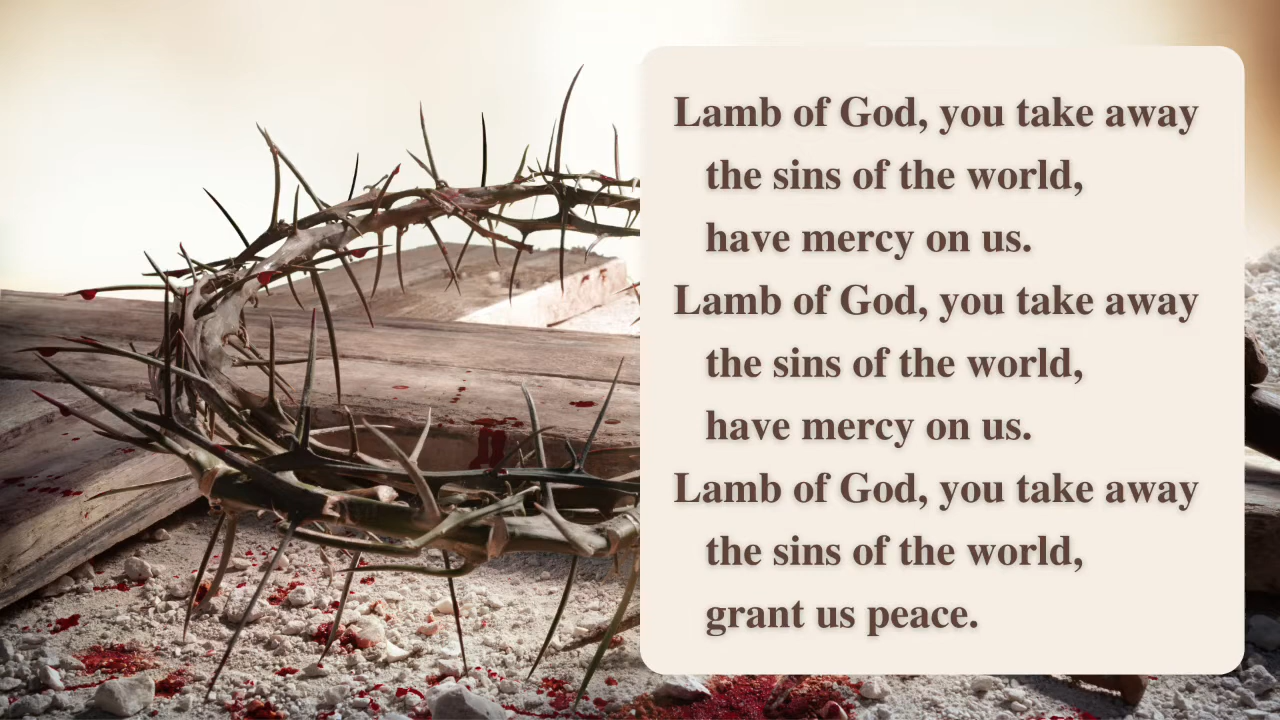 Lamb of God, you take away
the sins of the world,
have mercy on us.
Lamb of God, you take away
the sins of the world,
have mercy on us.
Lamb of God, you take away
the sins of the world,
grant us peace.